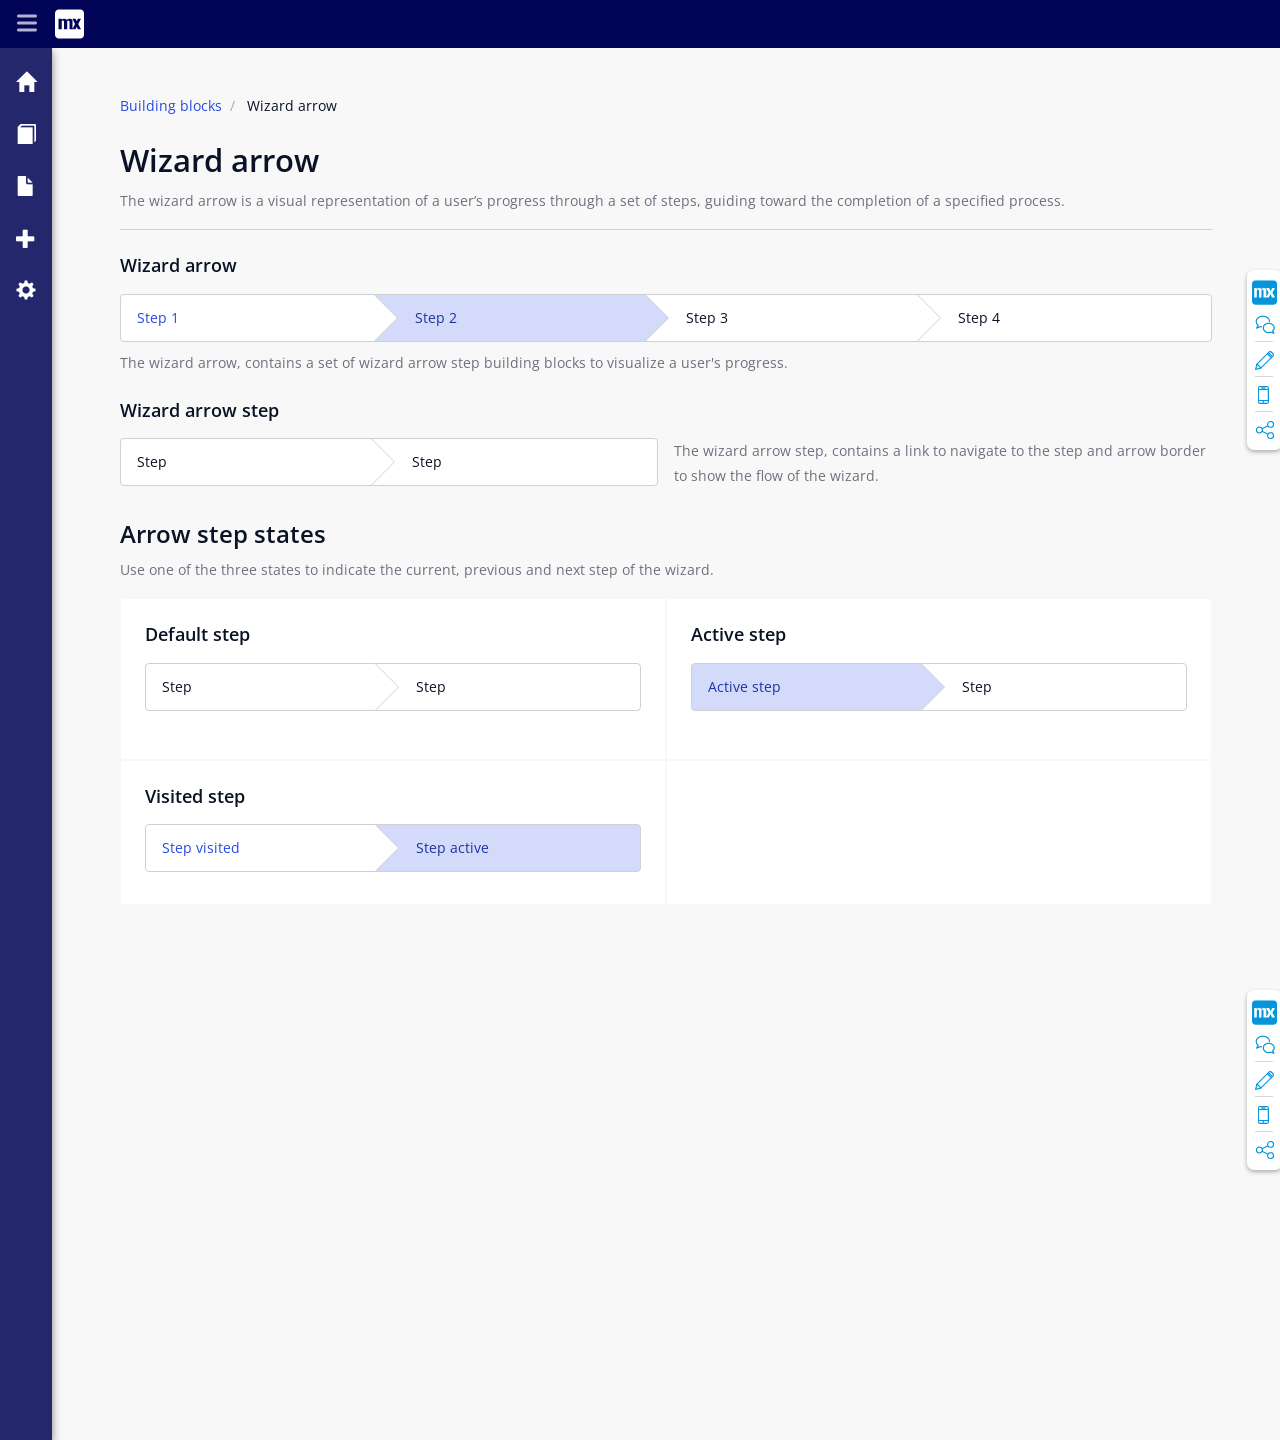 mx
Building blocks / Wizard arrow
Wizard arrow
The wizard arrow is a visual representation of a user’s progress through a set of steps, guiding toward the completion of a specified process.
Wizard arrow
Step 1 Step 2 Step 3 Step 4
The wizard arrow, contains a set of wizard arrow step building blocks to visualize a user's progress.
mx
Wizard arrow step
Step Step
The wizard arrow step, contains a link to navigate to the step and arrow border
to show the flow of the wizard.
Arrow step states
Use one of the three states to indicate the current, previous and next step of the wizard.
Default step
Step Step
Active step
Active step Step
Visited step
Step visited Step active
mx